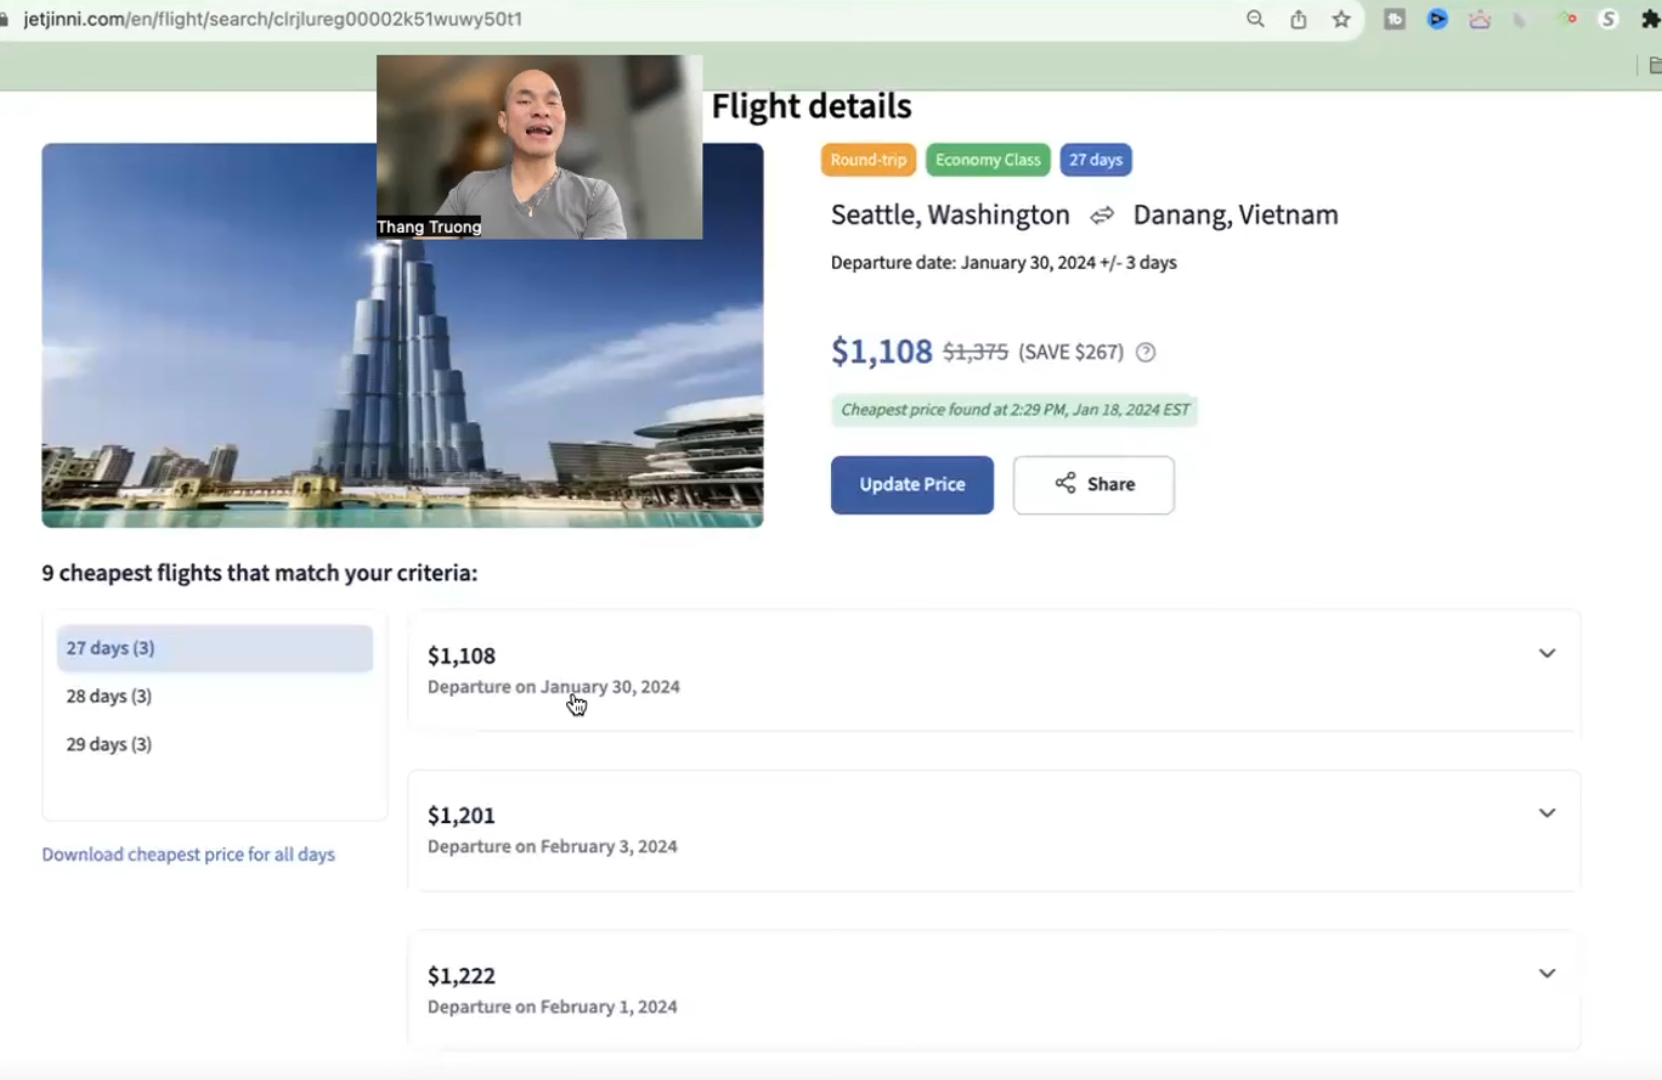 jetjinni.com/en/flight/search/clrjlureg00002k51wuwy50t1
Thang Truong
Flight details
Round-trip
Economy Class
27 days
Seattle, Washington
Danang, Vietnam
Departure date: January 30, 2024 +/- 3 days
$1,108 $1,375 (SAVE $267) ?
Cheapest price found at 2:29 PM, Jan 18, 2024 EST
Update Price
Share
9 cheapest flights that match your criteria:
27 days (3)
28 days (3)
29 days (3)
Download cheapest price for all days
$1,108
Departure on January 30, 2024
$1,201
Departure on February 3, 2024
$1,222
Departure on February 1, 2024